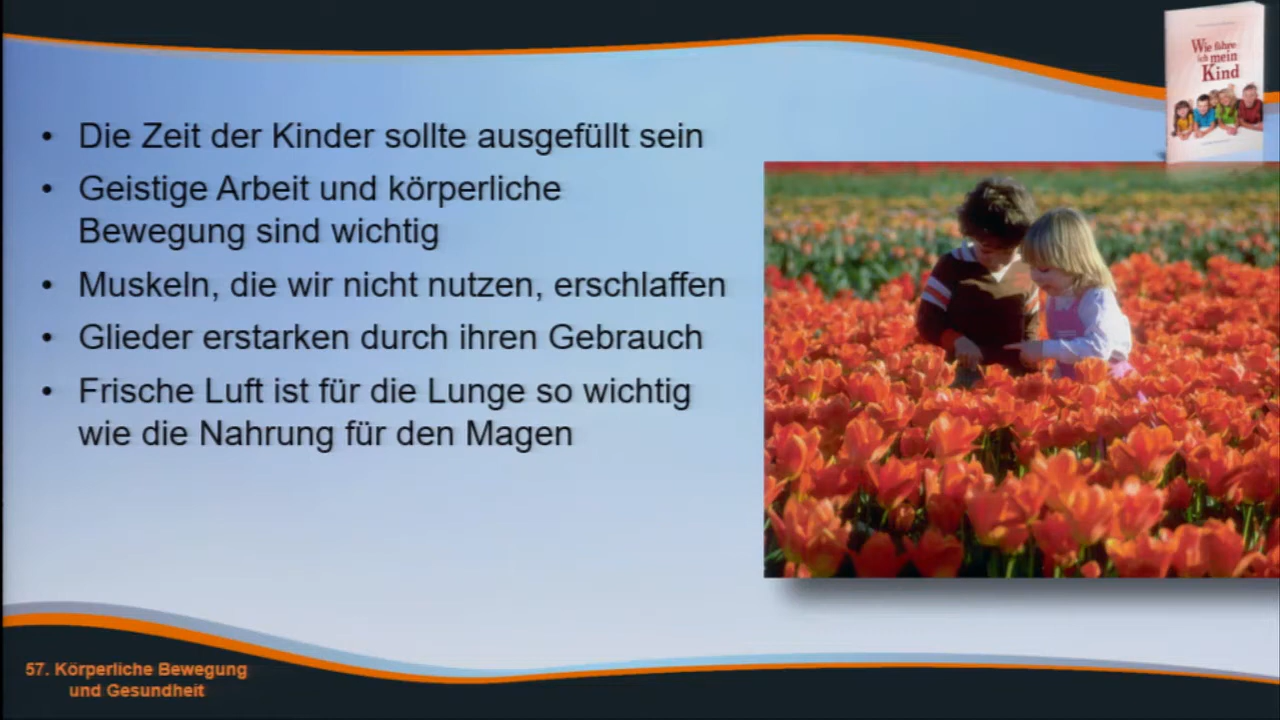 Wie führe
ich mein
Kind
• Die Zeit der Kinder sollte ausgefüllt sein
• Geistige Arbeit und körperliche
Bewegung sind wichtig
• Muskeln, die wir nicht nutzen, erschlaffen
• Glieder erstarken durch ihren Gebrauch
• Frische Luft ist für die Lunge so wichtig
wie die Nahrung für den Magen
57. Körperliche Bewegung
und Gesundheit